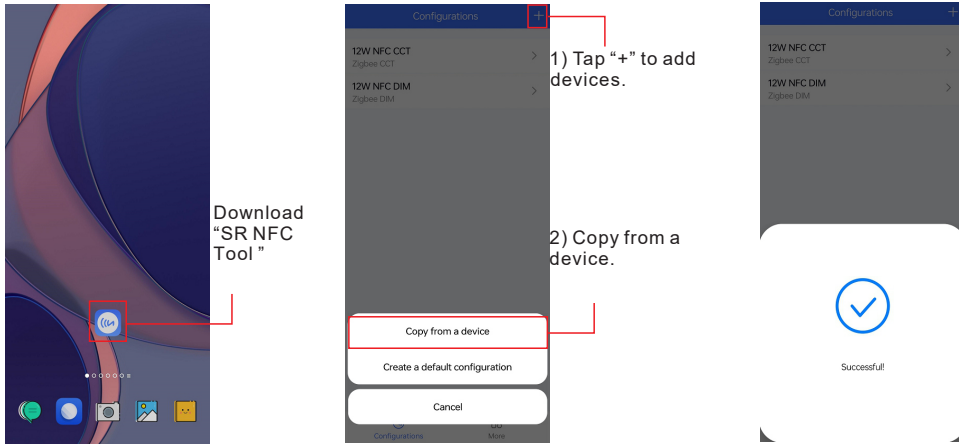 Download
“SR NFC
Tool ”
Configurations +
12W NFC CCT
Zigbee CCT
12W NFC DIM
Zigbee DIM
1) Tap “+” to add
devices.
2) Copy from a
device.
Copy from a device
Create a default configuration
Cancel
Configurations
More
Configurations +
12W NFC CCT
Zigbee CCT
12W NFC DIM
Zigbee DIM
Successful!